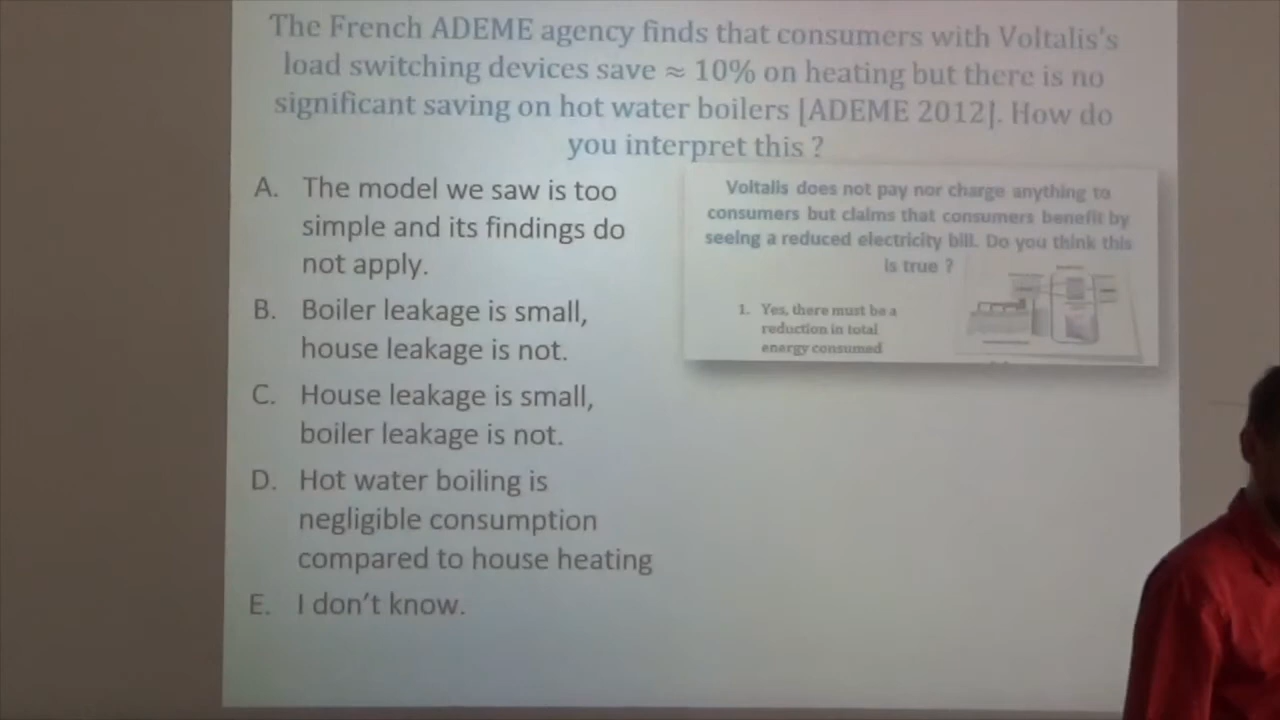 The French ADEME agency finds that consumers with Voltalis's
load switching devices save ≈ 10% on heating but there is no
significant saving on hot water boilers [ADEME 2012]. How do
you interpret this ?
A. The model we saw is too
simple and its findings do
not apply.
B. Boiler leakage is small,
house leakage is not.
C. House leakage is small,
boiler leakage is not.
D. Hot water boiling is
negligible consumption
compared to house heating
E. I don't know.
Voltalis does not pay nor charge anything to
consumers but claims that consumers benefit by
seeing a reduced electricity bill. Do you think this
is true ?
1. Yes, there must be a
reduction in total
energy consumed